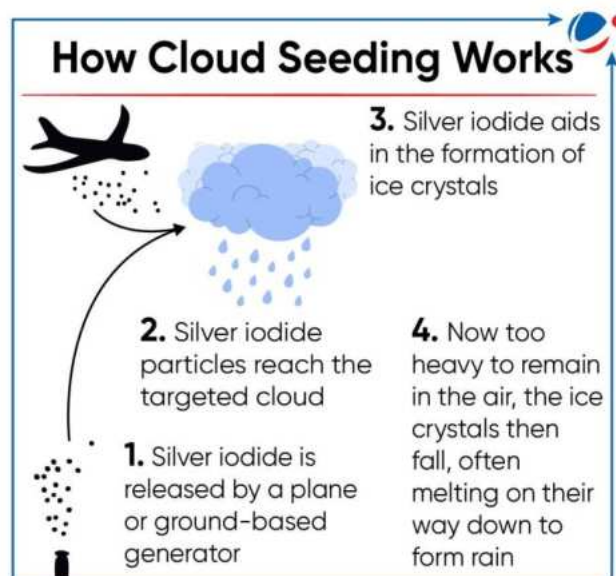 How Cloud Seeding Works
3. Silver iodide aids
in the formation of
ice crystals
2. Silver iodide
particles reach the
targeted cloud
4. Now too
heavy to remain
in the air, the ice
crystals then
fall, often
melting on their
way down to
form rain
1. Silver iodide is
released by a plane
or ground-based
generator